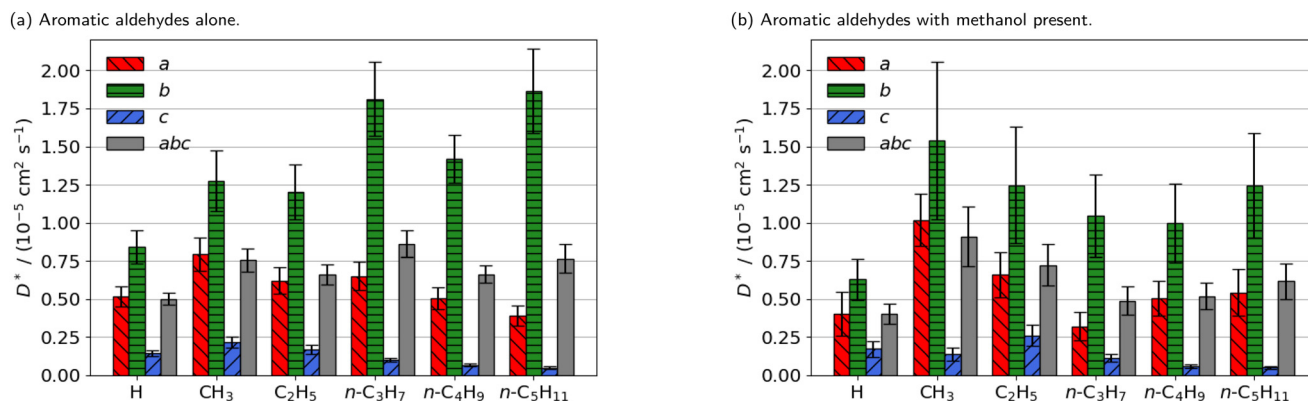 (a) Aromatic aldehydes alone.
2.00
1.75
1.50
1.25
1.00
0.75
0.50
0.25
0.00
D* / (10⁻⁵ cm² s⁻¹)
a
b
c
abc
H CH₃ C₂H₅ n-C₃H₇ n-C₄H₉ n-C₅H₁₁
(b) Aromatic aldehydes with methanol present.
2.00
1.75
1.50
1.25
1.00
0.75
0.50
0.25
0.00
D* / (10⁻⁵ cm² s⁻¹)
a
b
c
abc
H CH₃ C₂H₅ n-C₃H₇ n-C₄H₉ n-C₅H₁₁